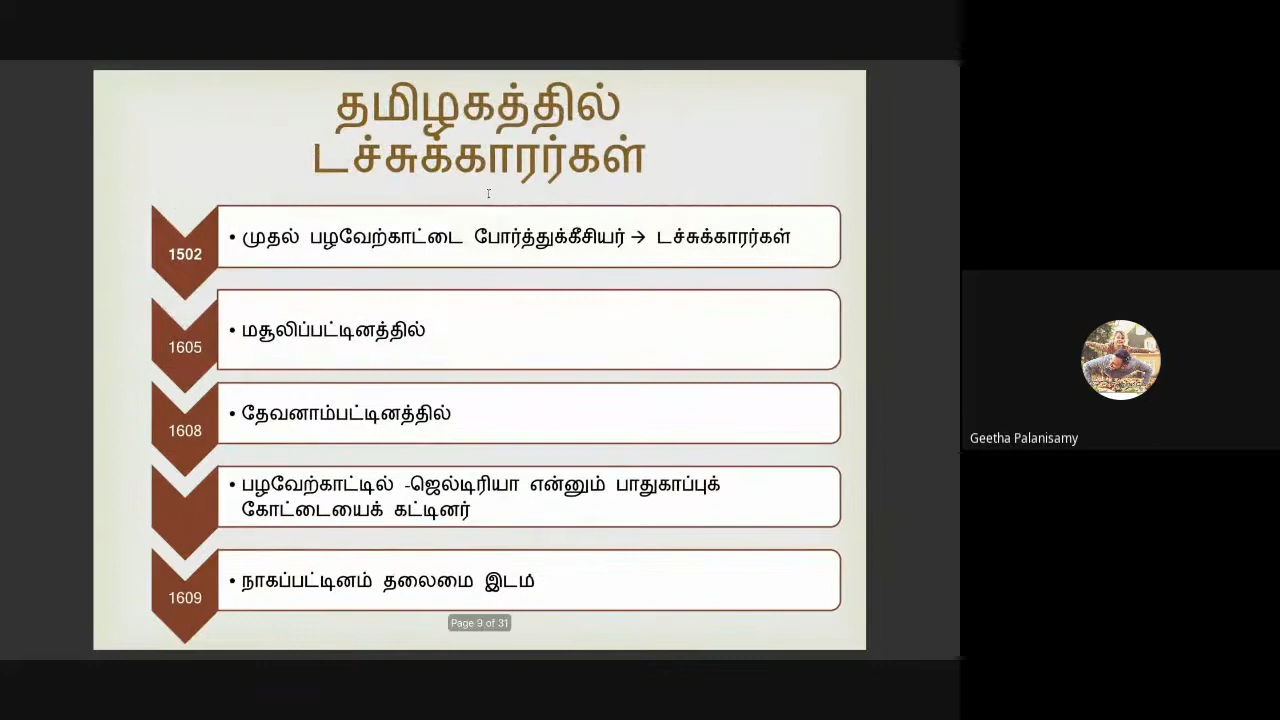 தமிழகத்தில்
டச்சுக்காரர்கள்
1502
• முதல் பழவேற்காட்டை போர்த்துக்கீசியர் → டச்சுக்காரர்கள்
1605
• மசூலிப்பட்டினத்தில்
1608
• தேவனாம்பட்டினத்தில்
• பழவேற்காட்டில் -ஜெல்டிரியா என்னும் பாதுகாப்புக்
கோட்டையைக் கட்டினர்
1609
• நாகப்பட்டினம் தலைமை இடம்
Page 9 of 31
Geetha Palanisamy